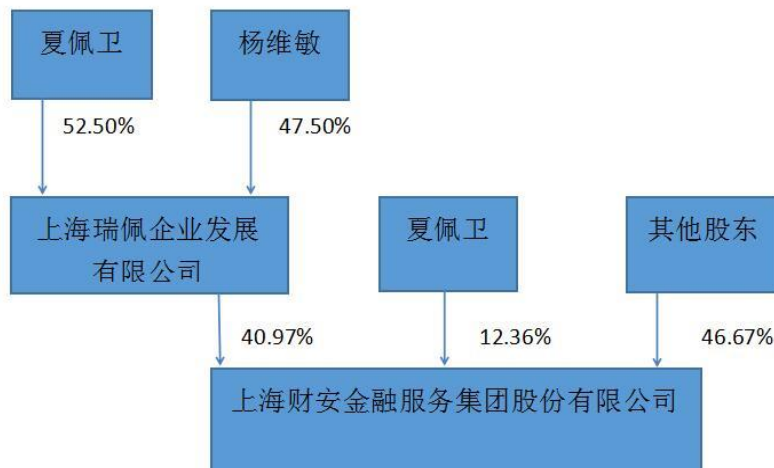 夏佩卫
杨维敏
52.50%
47.50%
上海瑞佩企业发展
有限公司
夏佩卫
其他股东
40.97%
12.36%
46.67%
上海财安金融服务集团股份有限公司